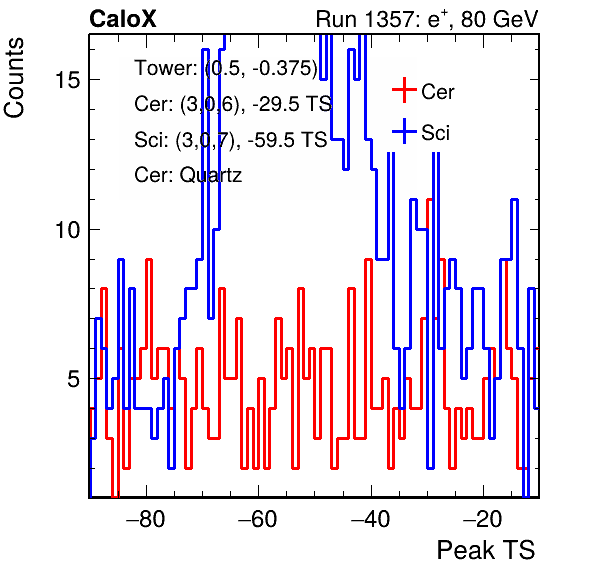 CaloX Run 1357: e⁺, 80 GeV
Counts
15
10
5
Tower: (0.5, -0.375)
Cer: (3,0,6), -29.5 TS
Sci: (3,0,7), -59.5 TS
Cer: Quartz
Cer
Sci
−80 −60 −40 −20
Peak TS